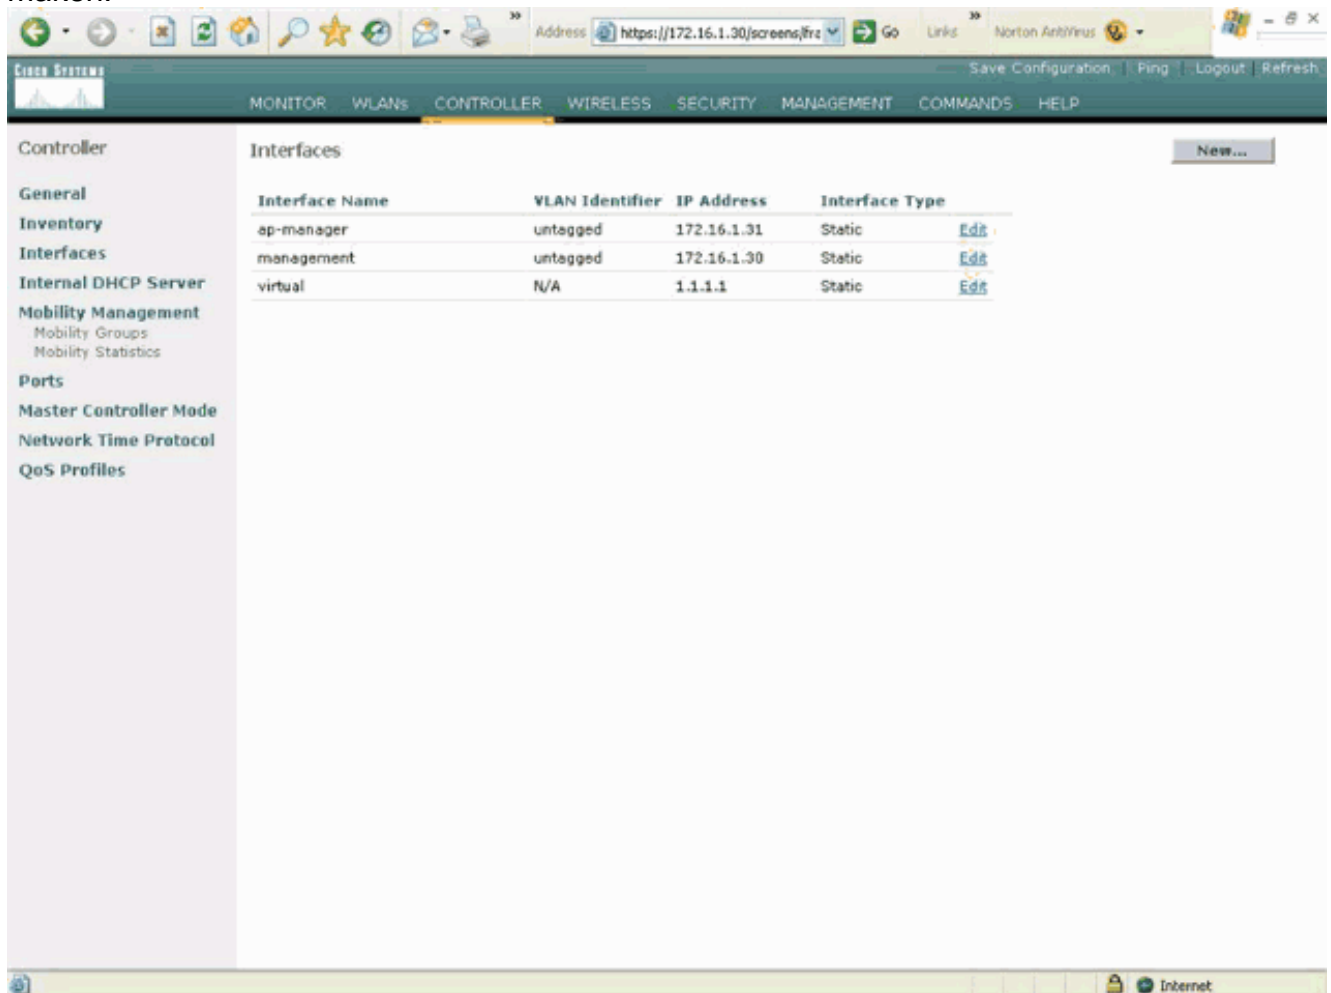 maken.
» Address https://172.16.1.30/screens/fra Go Links » Norton AntiVirus
CISCO SYSTEMS
Save Configuration | Ping | Logout | Refresh
MONITOR WLANs CONTROLLER WIRELESS SECURITY MANAGEMENT COMMANDS HELP
Controller
General
Inventory
Interfaces
Internal DHCP Server
Mobility Management
Mobility Groups
Mobility Statistics
Ports
Master Controller Mode
Network Time Protocol
QoS Profiles
Interfaces New...
Interface Name VLAN Identifier IP Address Interface Type
ap-manager untagged 172.16.1.31 Static Edit
management untagged 172.16.1.30 Static Edit
virtual N/A 1.1.1.1 Static Edit
Internet